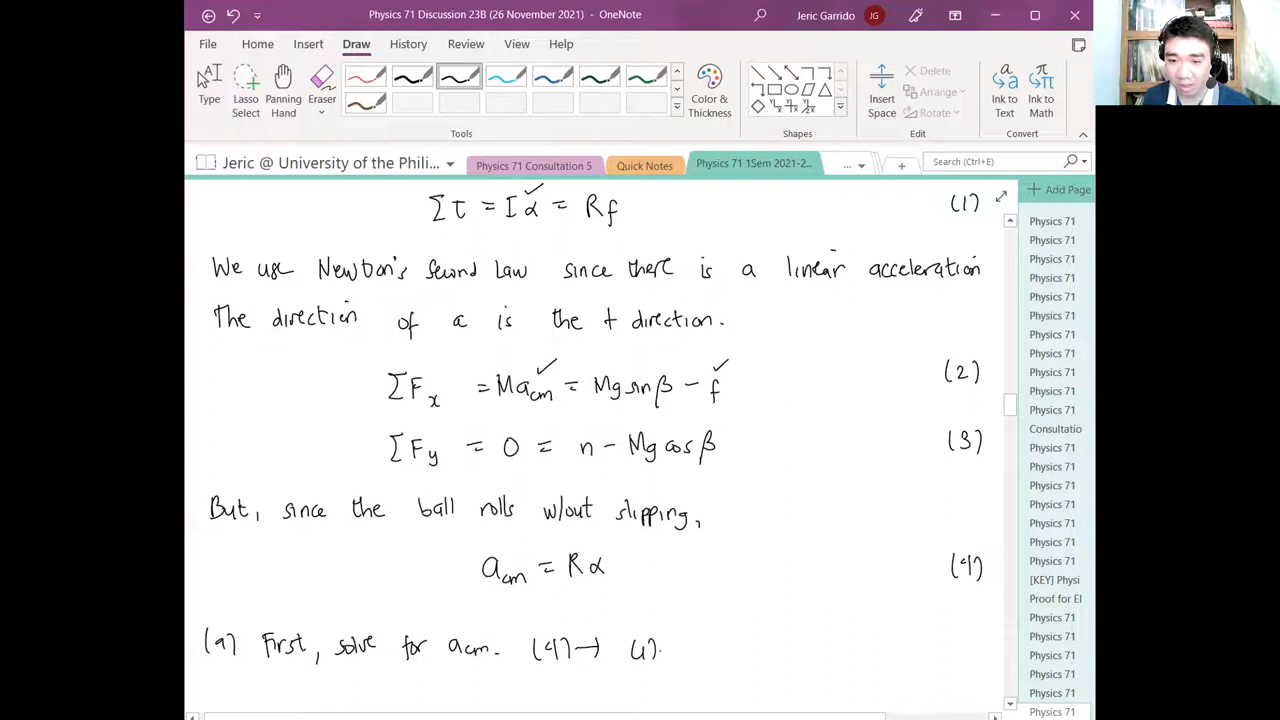 Physics 71 Discussion 23B (26 November 2021) - OneNote
Jeric Garrido
JG
File Home Insert Draw History Review View Help
Type
Lasso Select
Panning Hand
Eraser
Color & Thickness
Insert Space
Delete
Arrange
Rotate
Ink to Text
Ink to Math
Tools
Shapes
Edit
Convert
Jeric @ University of the Phili...
Physics 71 Consultation 5
Quick Notes
Physics 71 1Sem 2021-2...
...
Search (Ctrl+E)
Add Page
Στ = Iα = Rf (1)
We use Newton's Second Law since there is a linear acceleration
The direction of a is the + direction.
ΣFx = Macm = Mg sin β - f (2)
ΣFy = 0 = n - Mg cos β (3)
But, since the ball rolls w/out slipping,
acm = Rα (4)
(a) First, solve for acm. (4) → (1).
Physics 71
Physics 71
Physics 71
Physics 71
Physics 71
Physics 71
Physics 71
Physics 71
Physics 71
Physics 71
Physics 71
Consultatio
Physics 71
Physics 71
Physics 71
Physics 71
Physics 71
Physics 71
Physics 71
[KEY] Physi
Proof for El
Physics 71
Physics 71
Physics 71
Physics 71
Physics 71
Physics 71